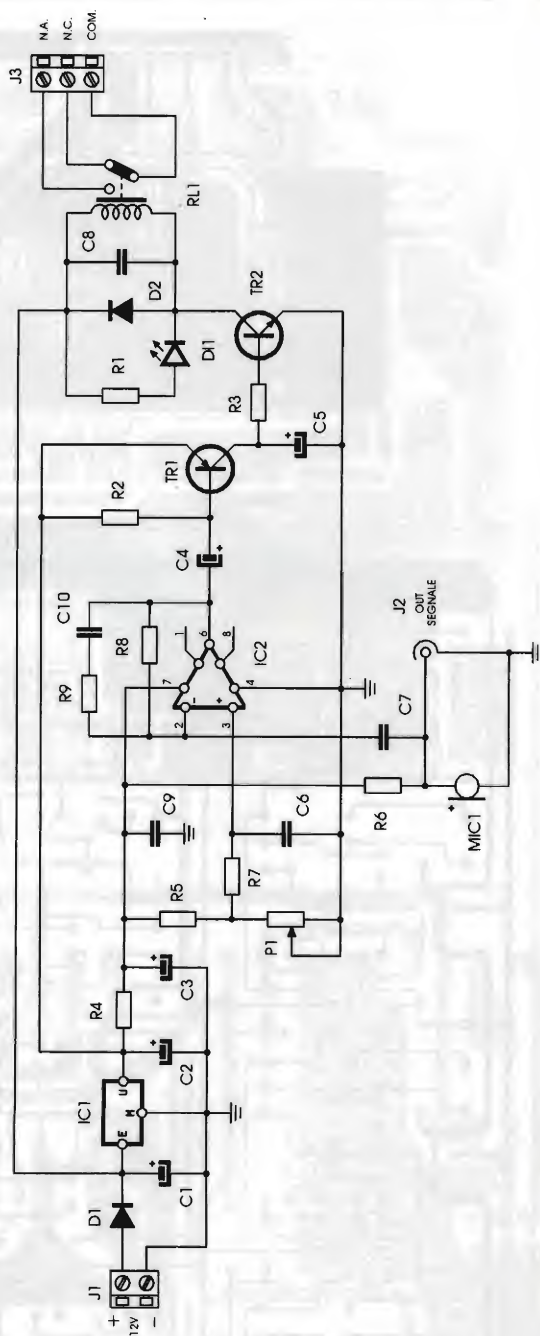 J1
+
12V
−
D1
C1
IC1
E
M
U
C2
R4
C3
R5
P1
C9
R7
C6
R6
MIC1
+
C7
J2
OUT
SEGNALE
R9
C10
R8
2
-
3
+
7
4
1
6
8
IC2
C4
+
R2
TR1
R3
C5
+
TR2
R1
D2
DI1
C8
RL1
J3
N.A.
N.C.
COM.
+
+
+